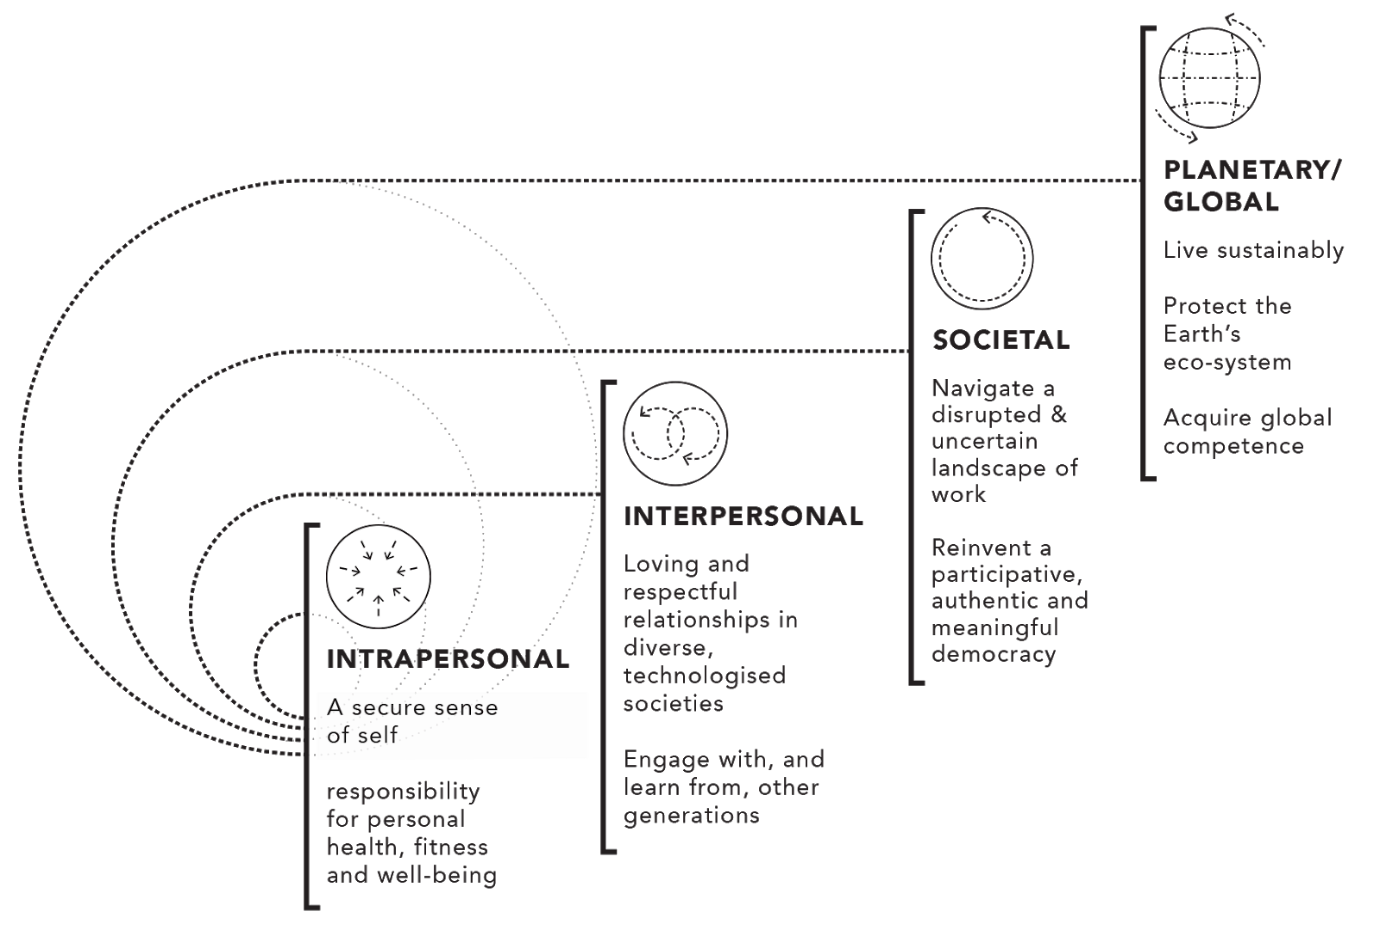 PLANETARY/
GLOBAL
Live sustainably
Protect the
Earth’s
eco-system
Acquire global
competence
SOCIETAL
Navigate a
disrupted &
uncertain
landscape of
work
Reinvent a
participative,
authentic and
meaningful
democracy
INTERPERSONAL
Loving and
respectful
relationships in
diverse,
technologised
societies
Engage with, and
learn from, other
generations
INTRAPERSONAL
A secure sense
of self
responsibility
for personal
health, fitness
and well-being